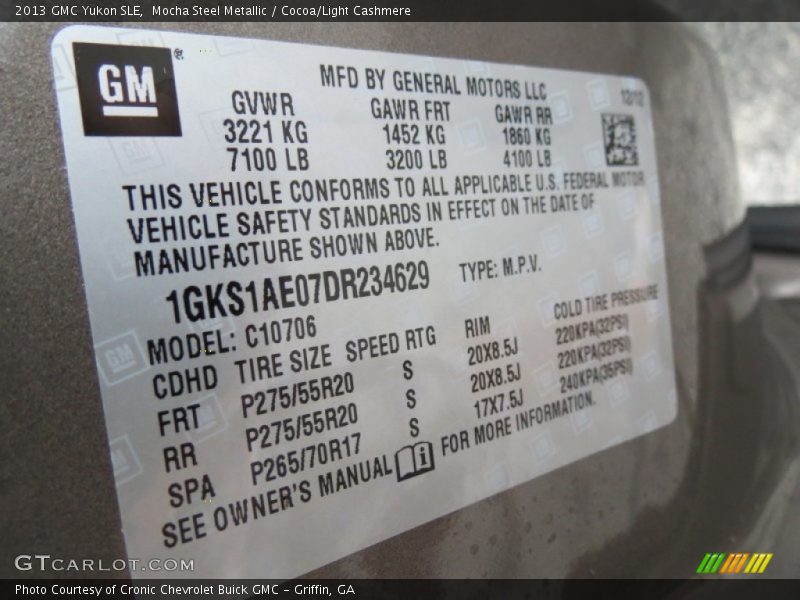 2013 GMC Yukon SLE, Mocha Steel Metallic / Cocoa/Light Cashmere
GM
MFD BY GENERAL MOTORS LLC
12/12
GVWR GAWR FRT GAWR RR
3221 KG 1452 KG 1860 KG
7100 LB 3200 LB 4100 LB
THIS VEHICLE CONFORMS TO ALL APPLICABLE U.S. FEDERAL MOTOR
VEHICLE SAFETY STANDARDS IN EFFECT ON THE DATE OF
MANUFACTURE SHOWN ABOVE.
1GKS1AE07DR234629 TYPE: M.P.V.
MODEL: C10706
CDHD TIRE SIZE SPEED RTG RIM COLD TIRE PRESSURE
FRT P275/55R20 S 20X8.5J 220KPA(32PSI)
RR P275/55R20 S 20X8.5J 220KPA(32PSI)
SPA P265/70R17 S 17X7.5J 240KPA(35PSI)
SEE OWNER'S MANUAL FOR MORE INFORMATION.
GTCARLOT.COM
Photo Courtesy of Cronic Chevrolet Buick GMC - Griffin, GA